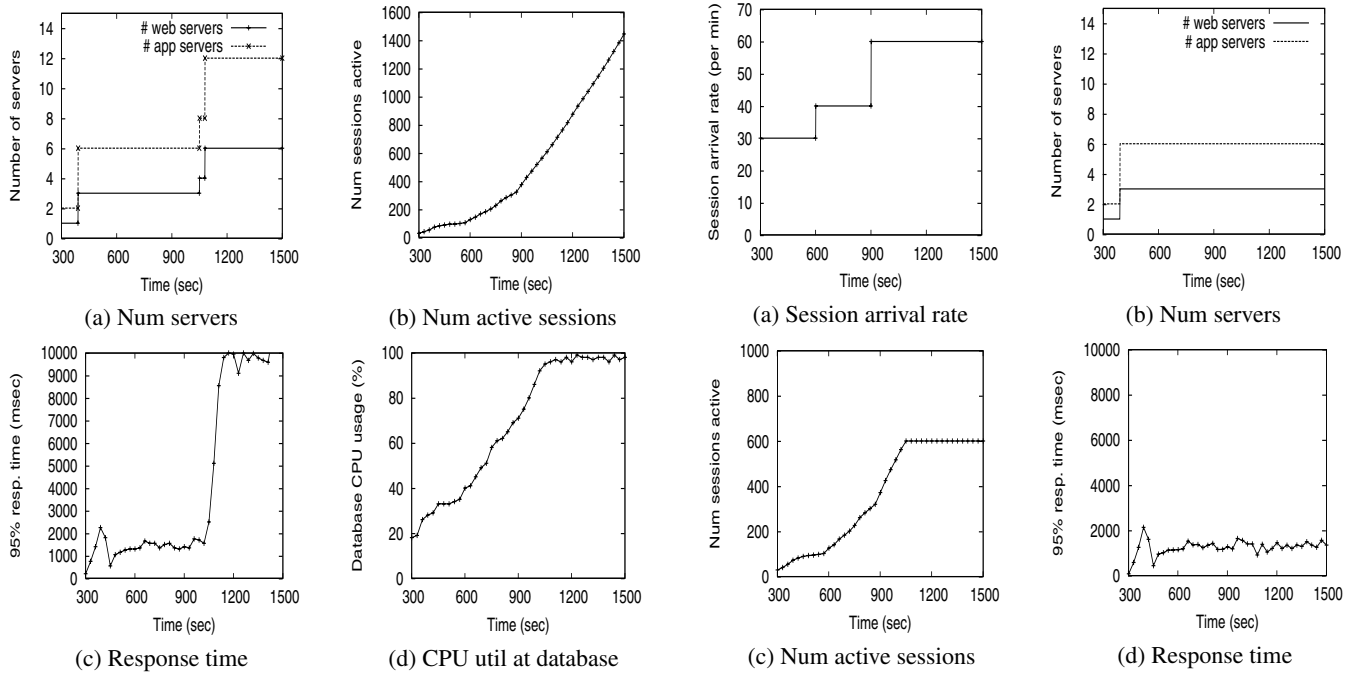 Number of servers
14
12
10
8
6
4
2
0
# web servers
# app servers
300 600 900 1200 1500
Time (sec)
(a) Num servers
Num sessions active
1600
1400
1200
1000
800
600
400
200
0
300 600 900 1200 1500
Time (sec)
(b) Num active sessions
Session arrival rate (per min)
80
70
60
50
40
30
20
10
0
300 600 900 1200 1500
Time (sec)
(a) Session arrival rate
Number of servers
14
12
10
8
6
4
2
0
# web servers
# app servers
300 600 900 1200 1500
Time (sec)
(b) Num servers
95% resp. time (msec)
10000
9000
8000
7000
6000
5000
4000
3000
2000
1000
0
300 600 900 1200 1500
Time (sec)
(c) Response time
Database CPU usage (%)
100
80
60
40
20
0
300 600 900 1200 1500
Time (sec)
(d) CPU util at database
Num sessions active
1000
800
600
400
200
0
300 600 900 1200 1500
Time (sec)
(c) Num active sessions
95% resp. time (msec)
10000
8000
6000
4000
2000
0
300 600 900 1200 1500
Time (sec)
(d) Response time